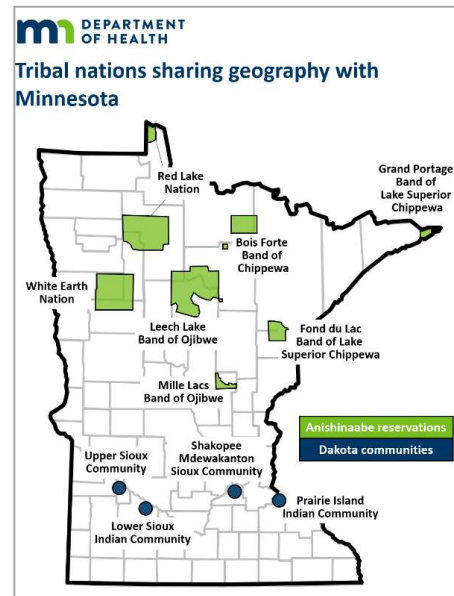 DEPARTMENT
OF HEALTH
Tribal nations sharing geography with
Minnesota
Red Lake
Nation
Grand Portage
Band of
Lake Superior
Chippewa
Bois Forte
Band of
Chippewa
White Earth
Nation
Leech Lake
Band of Ojibwe
Fond du Lac
Band of Lake
Superior Chippewa
Mille Lacs
Band of Ojibwe
Anishinaabe reservations
Dakota communities
Upper Sioux
Community
Shakopee
Mdewakanton
Sioux Community
Lower Sioux
Indian Community
Prairie Island
Indian Community